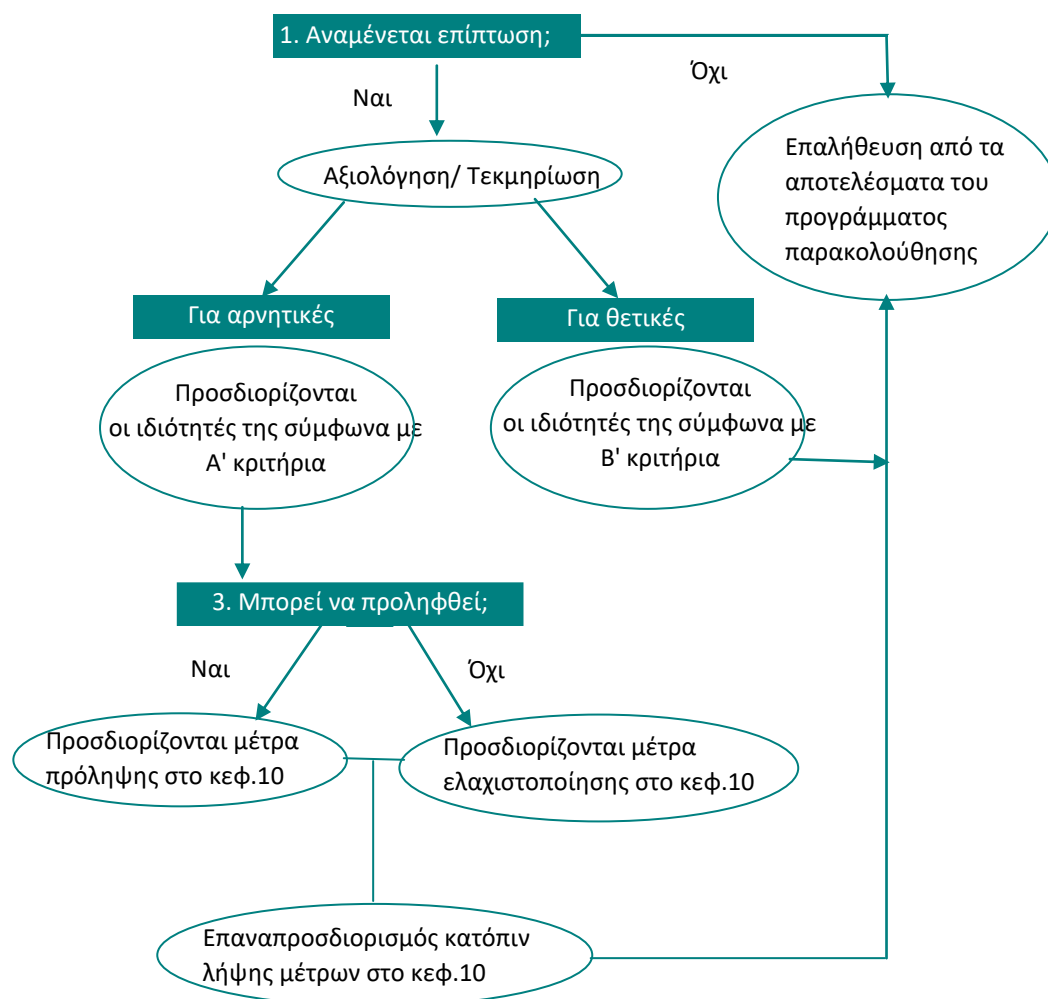 1. Αναμένεται επίπτωση;
Ναι
Όχι
Αξιολόγηση/ Τεκμηρίωση
Επαλήθευση από τα
αποτελέσματα του
προγράμματος
παρακολούθησης
Για αρνητικές
Για θετικές
Προσδιορίζονται
οι ιδιότητές της σύμφωνα με
Α' κριτήρια
Προσδιορίζονται
οι ιδιότητές της σύμφωνα με
Β' κριτήρια
3. Μπορεί να προληφθεί;
Ναι
Όχι
Προσδιορίζονται μέτρα
πρόληψης στο κεφ.10
Προσδιορίζονται μέτρα
ελαχιστοποίησης στο κεφ.10
Επαναπροσδιορισμός κατόπιν
λήψης μέτρων στο κεφ.10